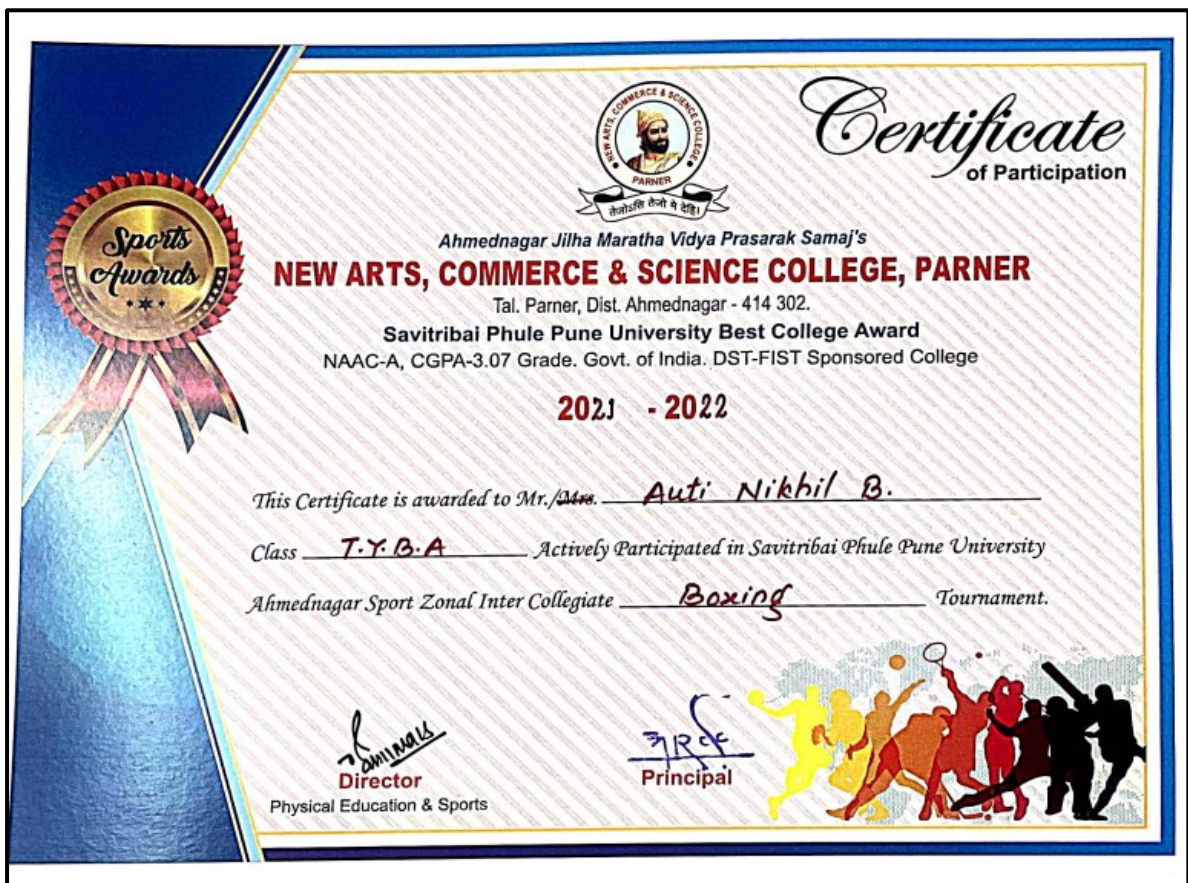 NEW ARTS, COMMERCE & SCIENCE COLLEGE
PARNER
तेजोऽसि तेजो मे देहि।
Certificate
of Participation
Sports
Awards
Ahmednagar Jilha Maratha Vidya Prasarak Samaj's
NEW ARTS, COMMERCE & SCIENCE COLLEGE, PARNER
Tal. Parner, Dist. Ahmednagar - 414 302.
Savitribai Phule Pune University Best College Award
NAAC-A, CGPA-3.07 Grade. Govt. of India. DST-FIST Sponsored College
2021 - 2022
This Certificate is awarded to Mr./Mrs. Auti Nikhil B.
Class T.Y.B.A Actively Participated in Savitribai Phule Pune University
Ahmednagar Sport Zonal Inter Collegiate Boxing Tournament.
Director
Physical Education & Sports
Principal